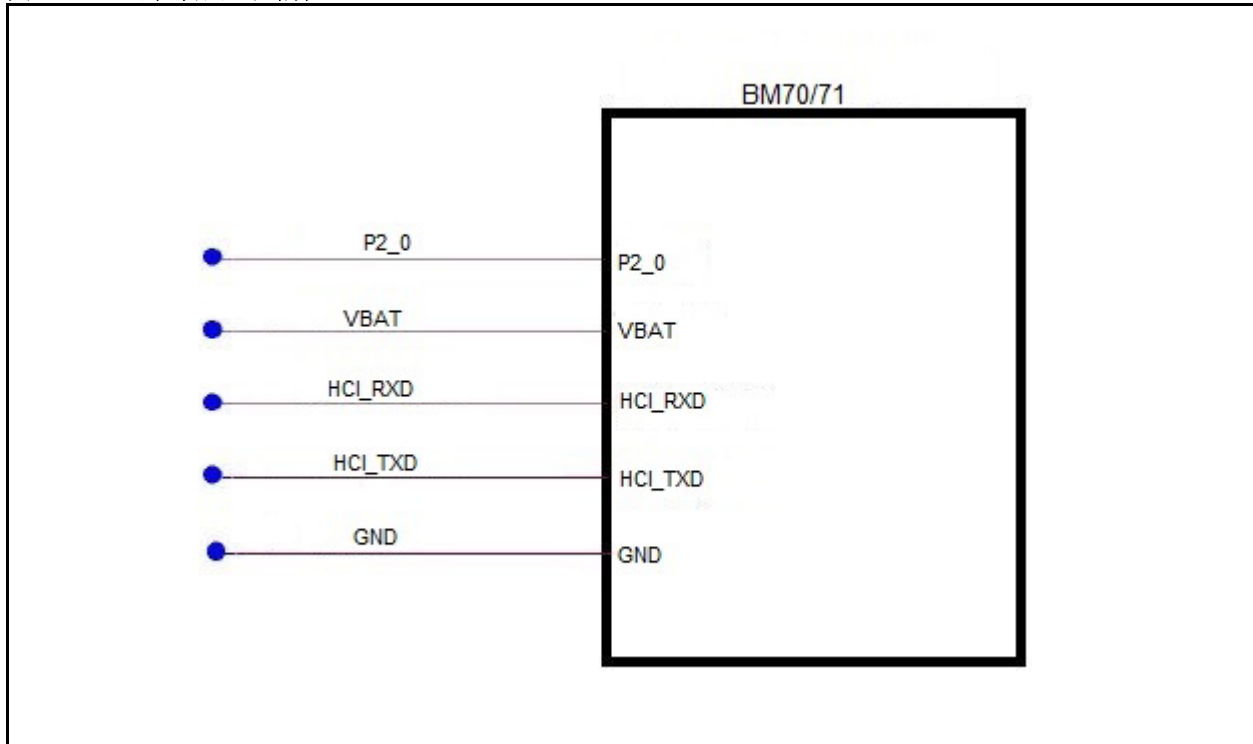 BM70/71
P2_0
P2_0
VBAT
VBAT
HCI_RXD
HCI_RXD
HCI_TXD
HCI_TXD
GND
GND